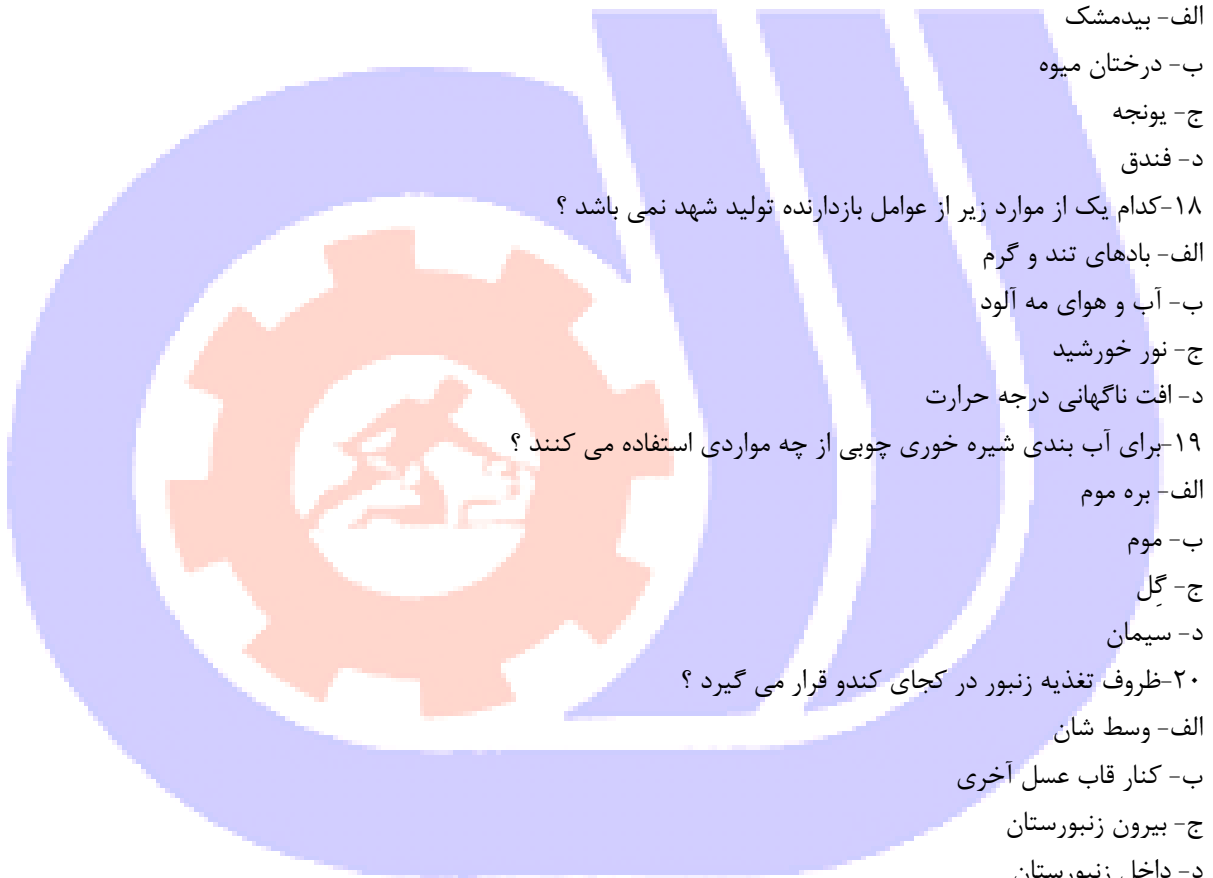 الف- بیدمشک
ب- درختان میوه
ج- یونجه
د- فندق
۱۸-کدام یک از موارد زیر از عوامل بازدارنده تولید شهد نمی باشد ؟
الف- بادهای تند و گرم
ب- آب و هوای مه آلود
ج- نور خورشید
د- افت ناگهانی درجه حرارت
۱۹-برای آب بندی شیره خوری چوبی از چه مواردی استفاده می کنند ؟
الف- بره موم
ب- موم
ج- گِل
د- سیمان
۲۰-ظروف تغذیه زنبور در کجای کندو قرار می گیرد ؟
الف- وسط شان
ب- کنار قاب عسل آخری
ج- بیرون زنبورستان
د- داخل زنبورستان